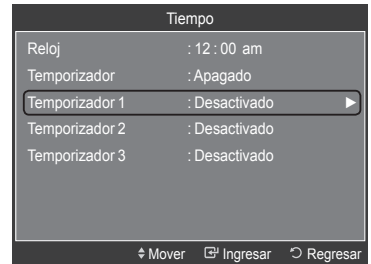 Tiempo
Reloj : 12 : 00 am
Temporizador : Apagado
Temporizador 1 : Desactivado ►
Temporizador 2 : Desactivado
Temporizador 3 : Desactivado
Mover Ingresar Regresar